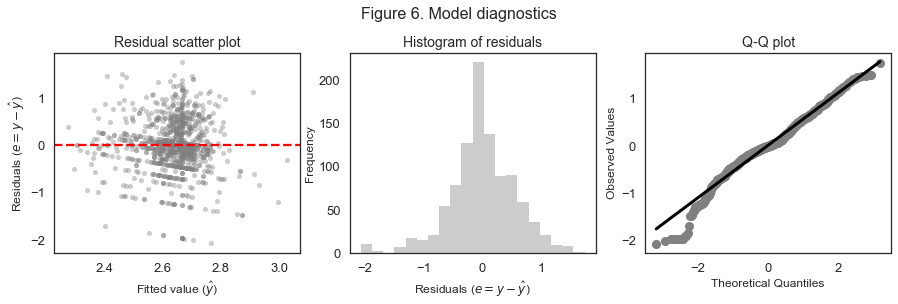 Figure 6. Model diagnostics
Residual scatter plot
Residuals (e = y − ŷ)
1
0
−1
−2
2.4
2.6
2.8
3.0
Fitted value (ŷ)
Histogram of residuals
Frequency
200
150
100
50
0
−2
−1
0
1
Residuals (e = y − ŷ)
Q-Q plot
Observed Values
1
0
−1
−2
−2
0
2
Theoretical Quantiles